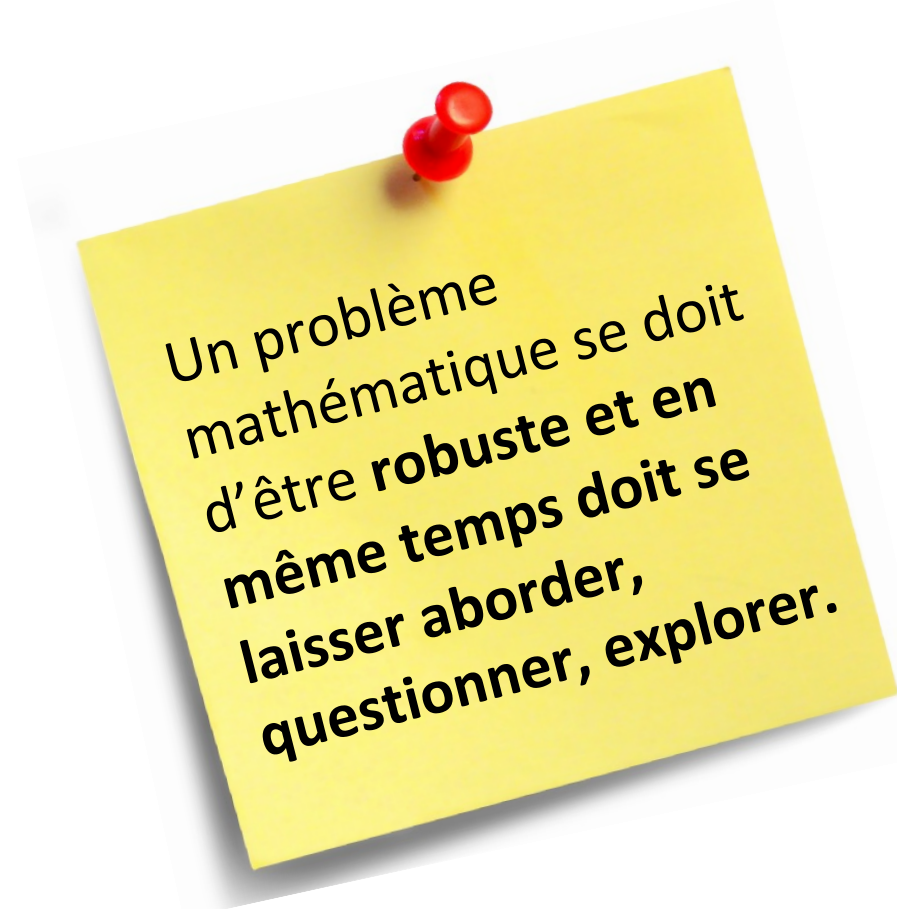 Un problème
mathématique se doit
d’être robuste et en
même temps doit se
laisser aborder,
questionner, explorer.